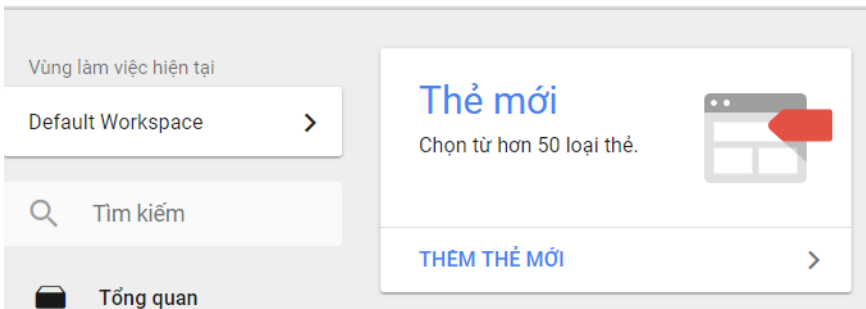 Vùng làm việc hiện tại
Default Workspace
Tìm kiếm
Tổng quan
Thẻ mới
Chọn từ hơn 50 loại thẻ.
THÊM THẺ MỚI